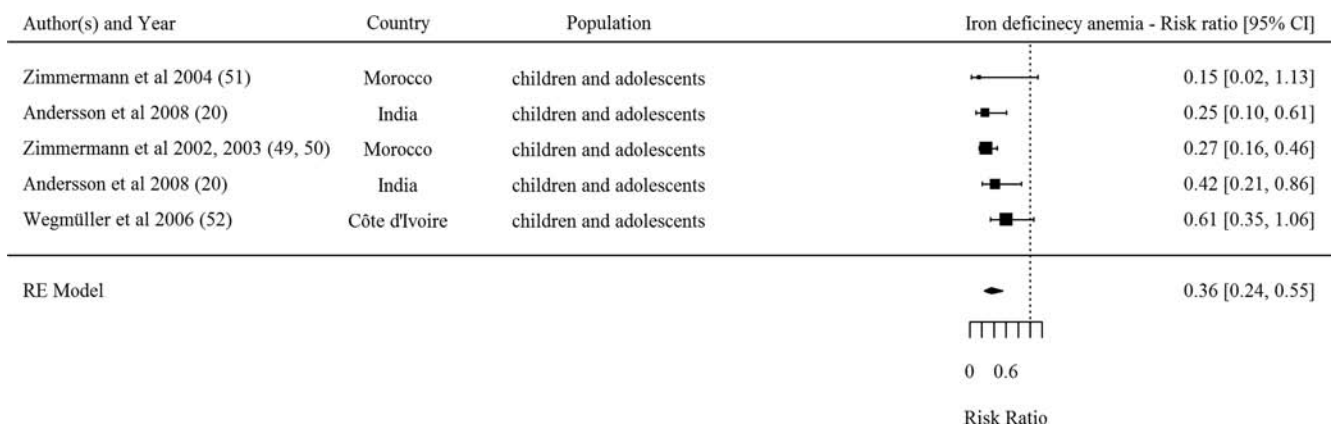 Author(s) and Year Country Population Iron deficinecy anemia - Risk ratio [95% CI]
Zimmermann et al 2004 (51) Morocco children and adolescents 0.15 [0.02, 1.13]
Andersson et al 2008 (20) India children and adolescents 0.25 [0.10, 0.61]
Zimmermann et al 2002, 2003 (49, 50) Morocco children and adolescents 0.27 [0.16, 0.46]
Andersson et al 2008 (20) India children and adolescents 0.42 [0.21, 0.86]
Wegmüller et al 2006 (52) Côte d'Ivoire children and adolescents 0.61 [0.35, 1.06]
RE Model 0.36 [0.24, 0.55]
0 0.6
Risk Ratio